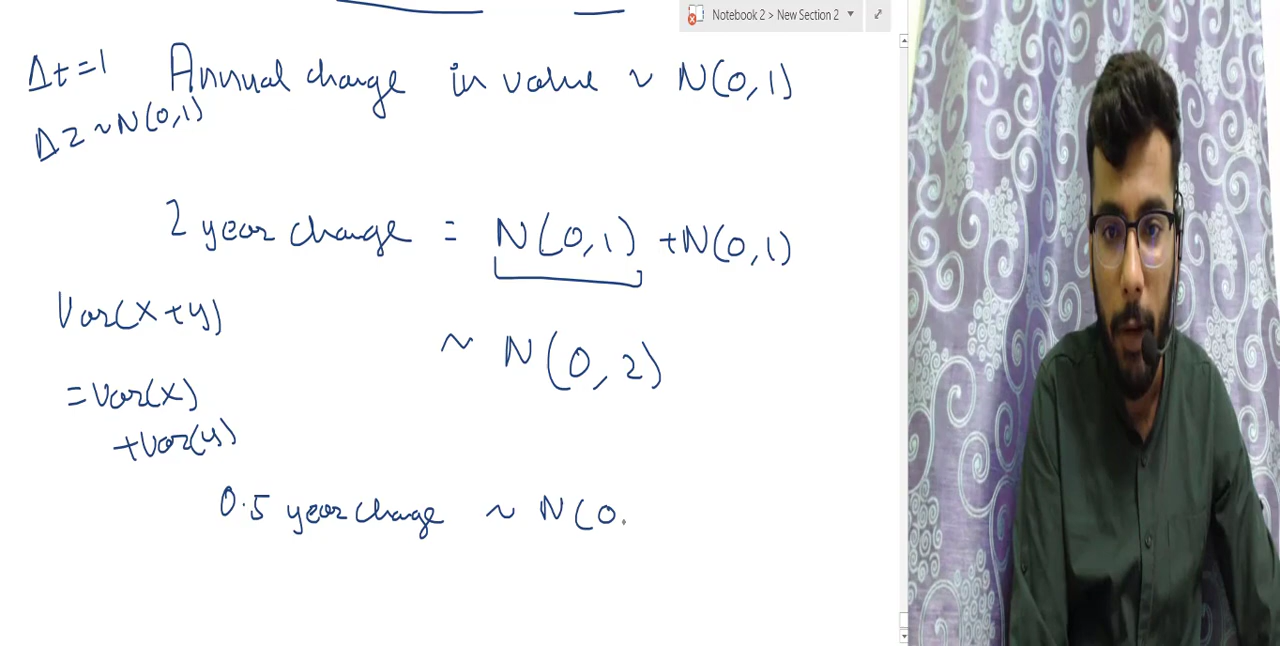 Notebook 2 > New Section 2
Δt=1 Annual change in value ~ N(0,1)
Δz~N(0,1)
2 year change = N(0,1) +N(0,1)
Var(x+y)
~ N(0,2)
=Var(x)
+Var(y)
0.5 year change ~ N(0.